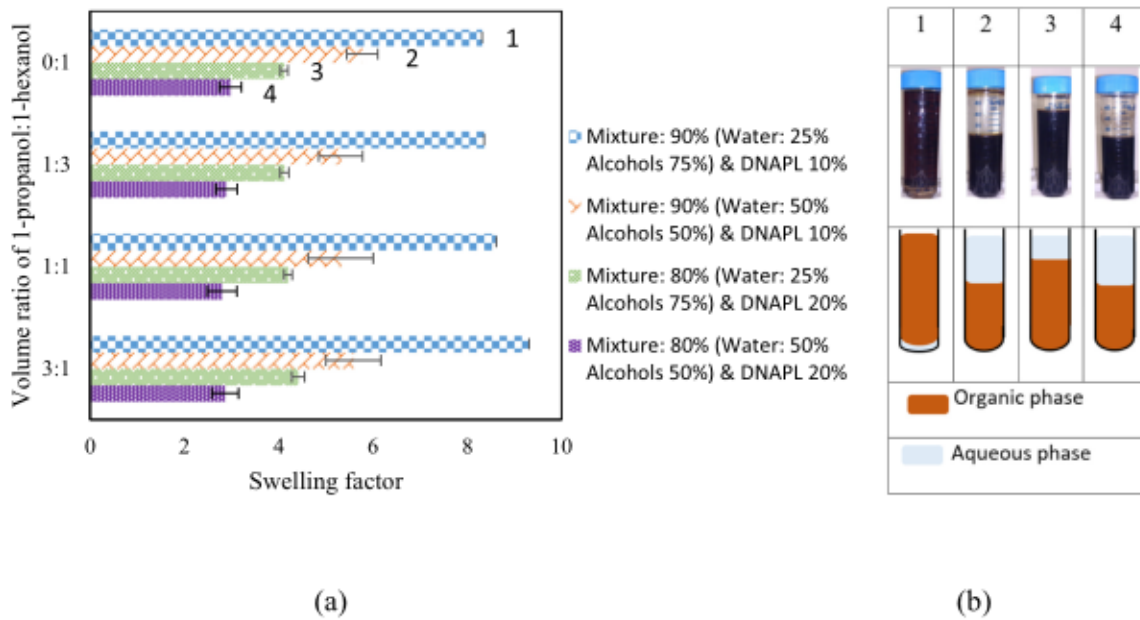 Volume ratio of 1-propanol:1-hexanol
0:1
1:3
1:1
3:1
1
2
3
4
0
2
4
6
8
10
Swelling factor
Mixture: 90% (Water: 25%
Alcohols 75%) & DNAPL 10%
Mixture: 90% (Water: 50%
Alcohols 50%) & DNAPL 10%
Mixture: 80% (Water: 25%
Alcohols 75%) & DNAPL 20%
Mixture: 80% (Water: 50%
Alcohols 50%) & DNAPL 20%
(a)
1
2
3
4
Organic phase
Aqueous phase
(b)